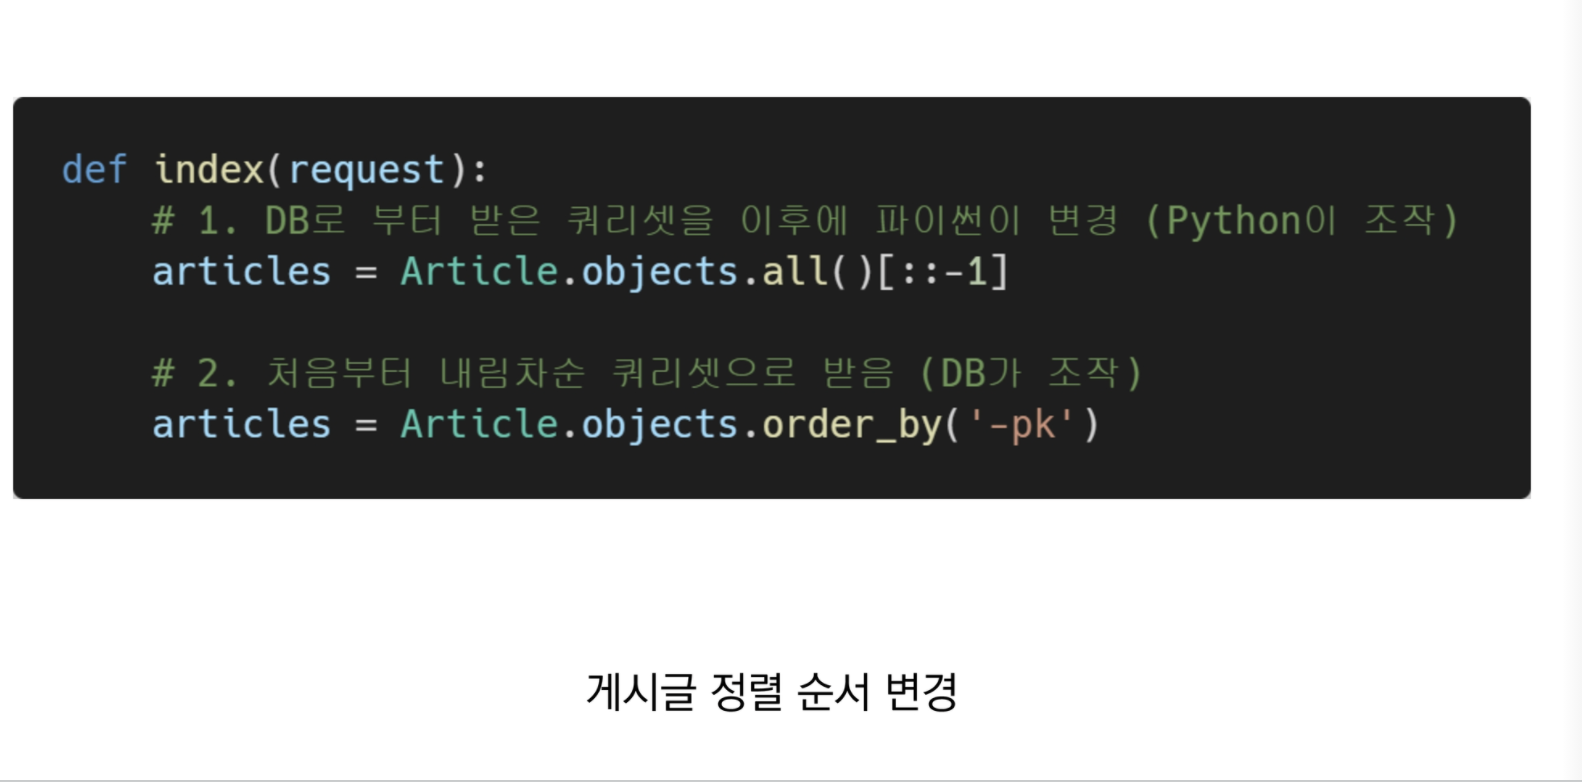 def index(request):
    # 1. DB로 부터 받은 쿼리셋을 이후에 파이썬이 변경 (Python이 조작)
    articles = Article.objects.all()[::-1]
    # 2. 처음부터 내림차순 쿼리셋으로 받음 (DB가 조작)
    articles = Article.objects.order_by('-pk')
게시글 정렬 순서 변경